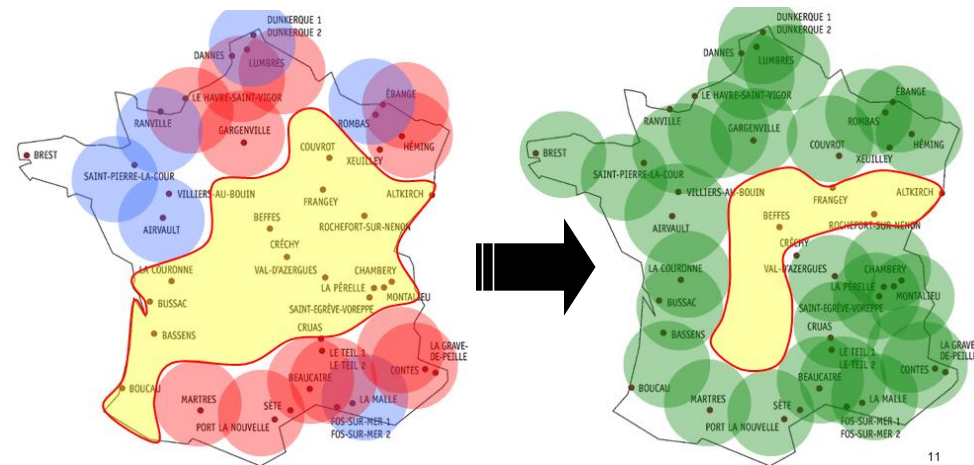 DUNKERQUE 1
DUNKERQUE 2
DANNES
LUMBRES
LE HAVRE-SAINT-VIGOR
RANVILLE
GARGENVILLE
ÉBANGE
ROMBAS
HÉMING
COUVROT
XEUILLEY
BREST
SAINT-PIERRE-LA-COUR
VILLIERS-AU-BOUIN
FRANGEY
ALTKIRCH
AIRVAULT
BEFFES
ROCHEFORT-SUR-NENON
CRÉCHY
VAL-D'AZERGUES
LA COURONNE
CHAMBERY
LA PÉRELLE
MONTALIEU
BUSSAC
SAINT-EGRÈVE-VOREPPE
BASSENS
CRUAS
LE TEIL 1
LE TEIL 2
LA GRAVE-
DE-PEILLE
BOUCAU
BEAUCAIRE
CONTES
MARTRES
SÈTE
LA MALLE
PORT LA NOUVELLE
FOS-SUR-MER 1
FOS-SUR-MER 2
DUNKERQUE 1
DUNKERQUE 2
DANNES
LUMBRES
LE HAVRE-SAINT-VIGOR
RANVILLE
GARGENVILLE
ÉBANGE
ROMBAS
HÉMING
COUVROT
XEUILLEY
BREST
SAINT-PIERRE-LA-COUR
VILLIERS-AU-BOUIN
FRANGEY
ALTKIRCH
AIRVAULT
BEFFES
ROCHEFORT-SUR-NENON
CRÉCHY
VAL-D'AZERGUES
LA COURONNE
CHAMBERY
LA PÉRELLE
MONTALIEU
BUSSAC
SAINT-EGRÈVE-VOREPPE
BASSENS
CRUAS
LE TEIL 1
LE TEIL 2
LA GRAVE-
DE-PEILLE
BOUCAU
BEAUCAIRE
CONTES
MARTRES
SÈTE
LA MALLE
PORT LA NOUVELLE
FOS-SUR-MER 1
FOS-SUR-MER 2
11